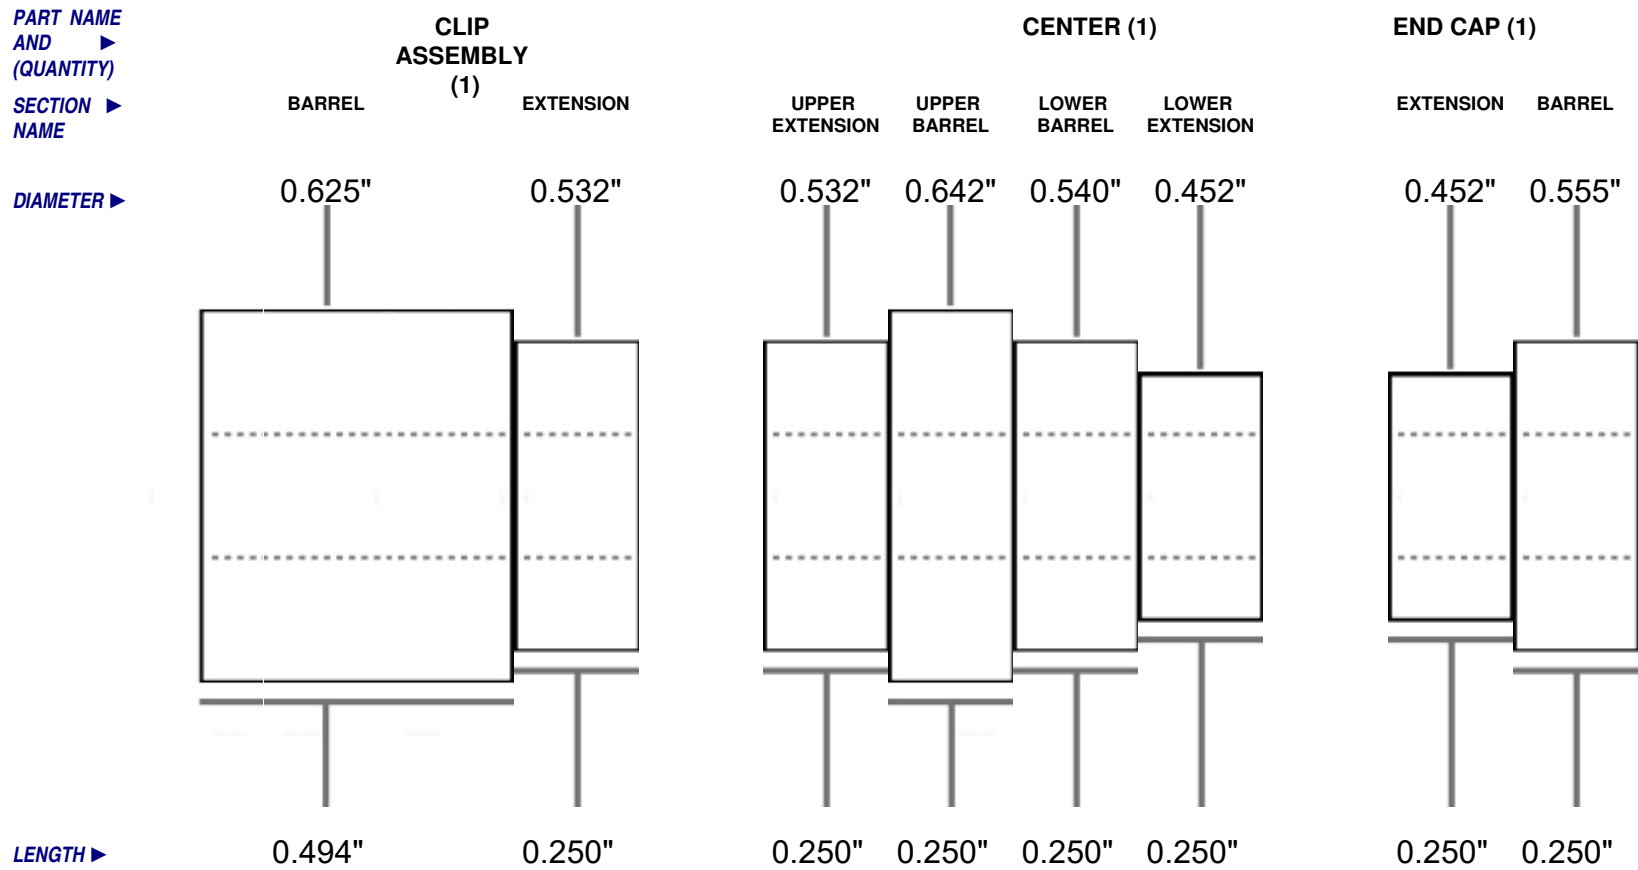 PART NAME
AND ►
(QUANTITY)
CLIP
ASSEMBLY
(1)
CENTER (1)
END CAP (1)
SECTION ►
NAME
BARREL
EXTENSION
UPPER
EXTENSION
UPPER
BARREL
LOWER
BARREL
LOWER
EXTENSION
EXTENSION
BARREL
DIAMETER ►
0.625"
0.532"
0.532"
0.642"
0.540"
0.452"
0.452"
0.555"
LENGTH ►
0.494"
0.250"
0.250"
0.250"
0.250"
0.250"
0.250"
0.250"